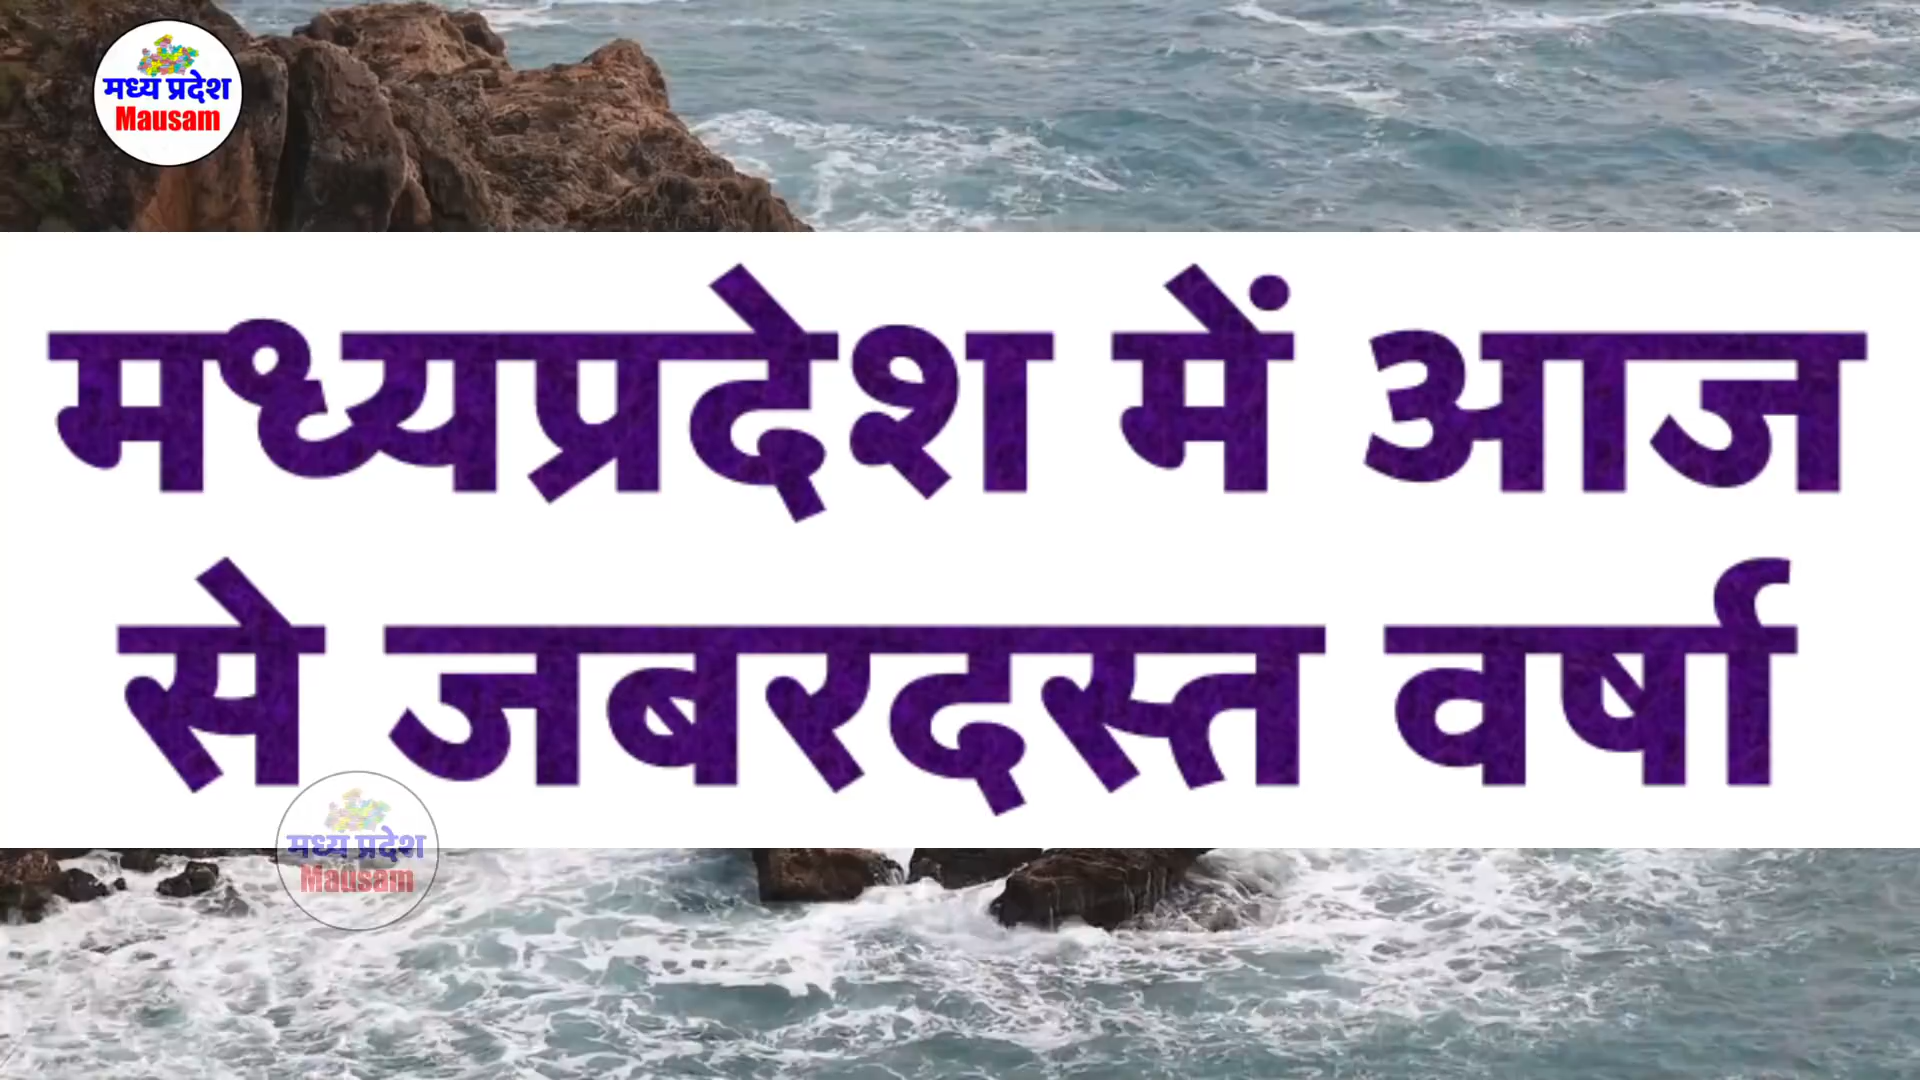 मध्य प्रदेश
Mausam
मध्यप्रदेश में आज
से जबरदस्त वर्षा
मध्य प्रदेश
Mausam